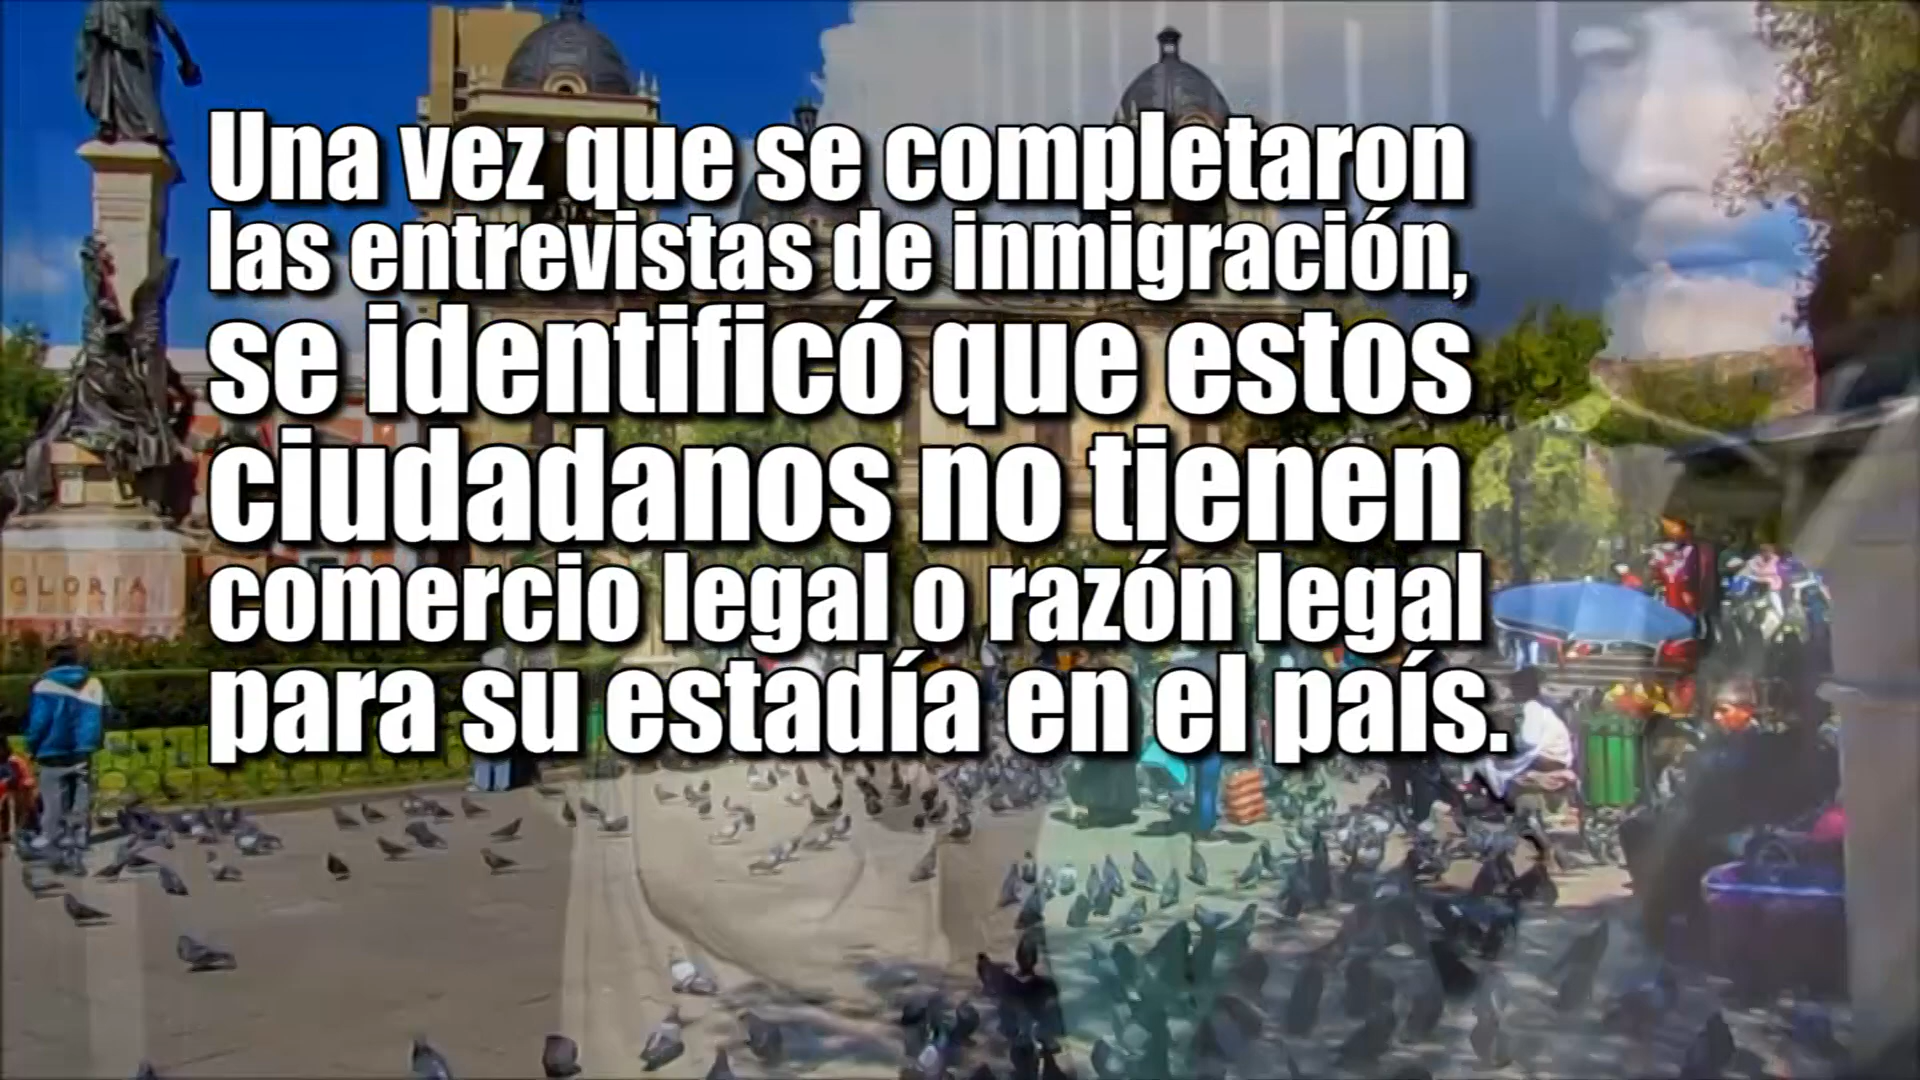 Una vez que se completaron
las entrevistas de inmigración,
se identificó que estos
ciudadanos no tienen
comercio legal o razón legal
para su estadía en el país.
GLORIA